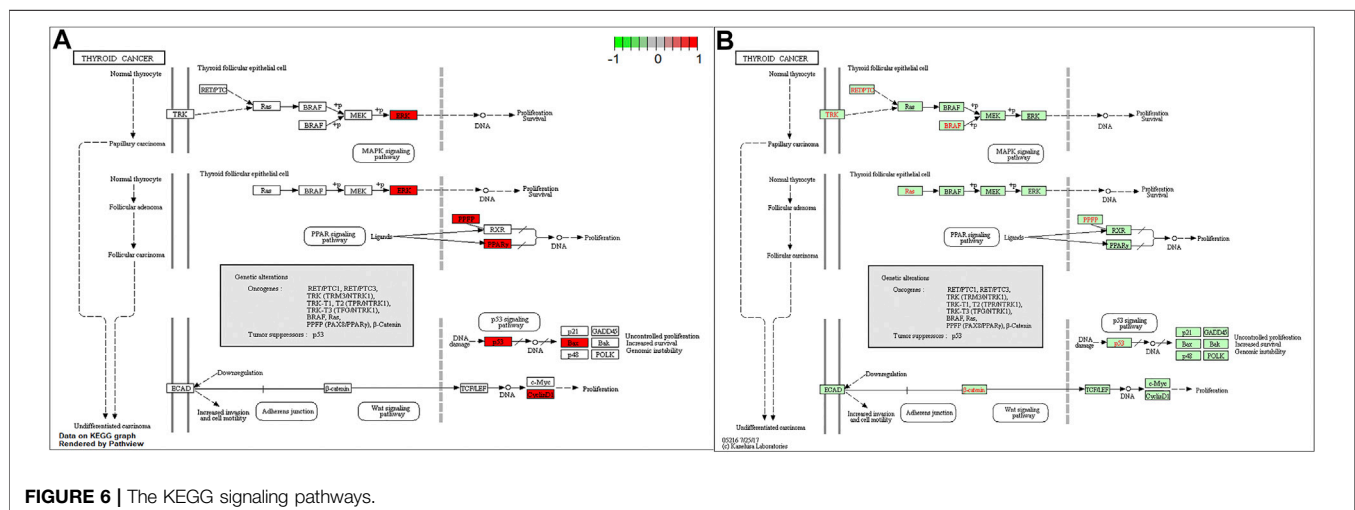 A
THYROID CANCER
-1 0 1
Normal thyrocyte
Thyroid follicular epithelial cell
RET/PTC
TRK
Ras
BRAF
+p
MEK
+p
ERK
BRAF
+p
DNA
Proliferation
Survival
Papillary carcinoma
MAPK signaling
pathway
Normal thyrocyte
Thyroid follicular epithelial cell
Ras
BRAF
+p
MEK
+p
ERK
DNA
Proliferation
Survival
Follicular adenoma
PPFP
PPAR signaling
pathway
Ligands
RXR
PPARγ
DNA
Proliferation
Follicular carcinoma
Genetic alterations
Oncogenes : RET/PTC1, RET/PTC3,
TRK (TRM3/NTRK1),
TRK-T1, T2 (TPR/NTRK1),
TRK-T3 (TFG/NTRK1),
BRAF, Ras,
PPFP (PAX8/PPARγ), β-Catenin
Tumor suppressors : p53
p53 signaling
pathway
DNA
damage
p53
DNA
p21 GADD45
Bax Bak
p48 POLK
Uncontrolled proliferation
Increased survival
Genomic instability
Downregulation
ECAD
β-catenin
TCF/LEF
DNA
c-Myc
CyclinD1
Proliferation
Increased invasion
and cell motility
Adherens junction
Wnt signaling
pathway
Undifferentiated carcinoma
Data on KEGG graph
Rendered by Pathview
B
THYROID CANCER
Normal thyrocyte
Thyroid follicular epithelial cell
RET/PTC
TRK
Ras
BRAF
+p
MEK
+p
ERK
BRAF
+p
DNA
Proliferation
Survival
Papillary carcinoma
MAPK signaling
pathway
Normal thyrocyte
Thyroid follicular epithelial cell
Ras
BRAF
+p
MEK
+p
ERK
DNA
Proliferation
Survival
Follicular adenoma
PPFP
PPAR signaling
pathway
Ligands
RXR
PPARγ
DNA
Proliferation
Follicular carcinoma
Genetic alterations
Oncogenes : RET/PTC1, RET/PTC3,
TRK (TRM3/NTRK1),
TRK-T1, T2 (TPR/NTRK1),
TRK-T3 (TFG/NTRK1),
BRAF, Ras,
PPFP (PAX8/PPARγ), β-Catenin
Tumor suppressors : p53
p53 signaling
pathway
DNA
damage
p53
DNA
p21 GADD45
Bax Bak
p48 POLK
Uncontrolled proliferation
Increased survival
Genomic instability
Downregulation
ECAD
β-catenin
TCF/LEF
DNA
c-Myc
CyclinD1
Proliferation
Increased invasion
and cell motility
Adherens junction
Wnt signaling
pathway
Undifferentiated carcinoma
05216 7/25/17
(c) Kanehisa Laboratories
FIGURE 6 | The KEGG signaling pathways.